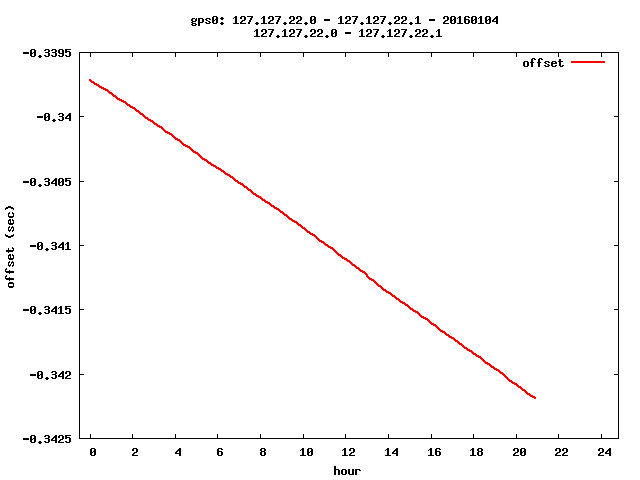 gps0: 127.127.22.0 - 127.127.22.1 - 20160104
127.127.22.0 - 127.127.22.1
offset
-0.3395
-0.34
-0.3405
-0.341
-0.3415
-0.342
-0.3425
offset (sec)
0 2 4 6 8 10 12 14 16 18 20 22 24
hour